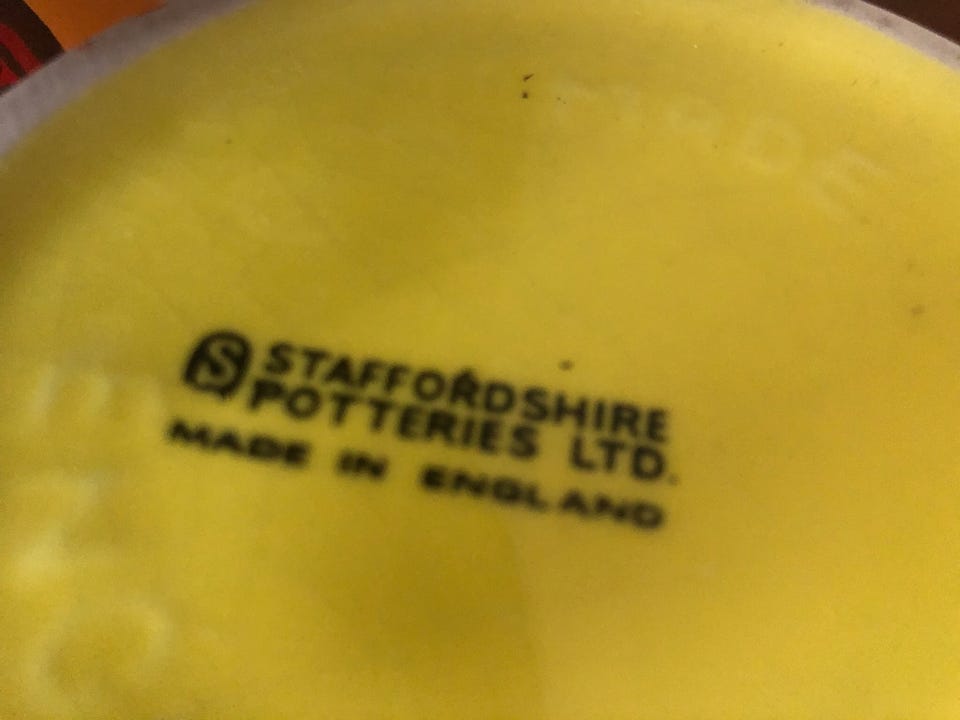 S STAFFORDSHIRE
POTTERIES LTD.
MADE IN ENGLAND